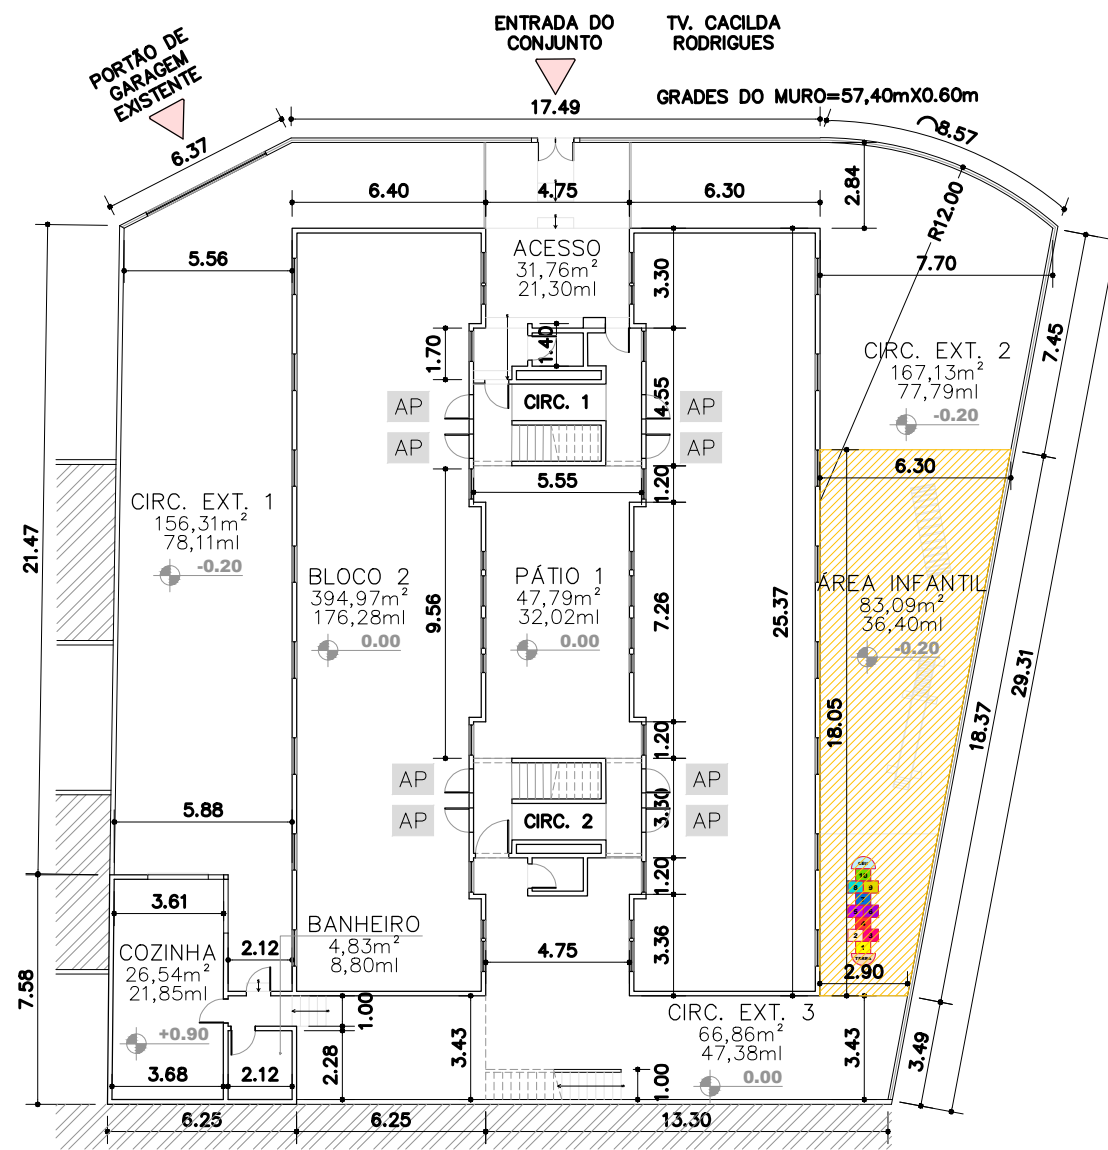 ENTRADA DO
CONJUNTO
TV. CACILDA
RODRIGUES
PORTÃO DE
GARAGEM
EXISTENTE
GRADES DO MURO=57,40mX0.60m
17.49
8.57
6.37
6.40
4.75
6.30
2.84
R12.00
5.56
7.70
ACESSO
31,76m²
21,30ml
3.30
1.70
1.40
7.45
CIRC. EXT. 2
167,13m²
77,79ml
-0.20
AP
CIRC. 1
4.55
AP
AP
AP
6.30
5.55
1.20
CIRC. EXT. 1
156,31m²
78,11ml
-0.20
21.47
BLOCO 2
394,97m²
176,28ml
0.00
9.56
PÁTIO 1
47,79m²
32,02ml
0.00
7.26
25.37
ÁREA INFANTIL
83,09m²
36,40ml
-0.20
29.31
18.05
18.37
1.20
AP
AP
5.88
AP
CIRC. 2
3.30
AP
1.20
3.61
BANHEIRO
4,83m²
8,80ml
2.12
COZINHA
26,54m²
21,85ml
+0.90
4.75
3.36
CÉU
10
8
9
2
1
TERRA
2.90
7.58
1.00
CIRC. EXT. 3
66,86m²
47,38ml
0.00
3.43
2.28
3.43
3.49
3.68
2.12
1.00
6.25
6.25
13.30